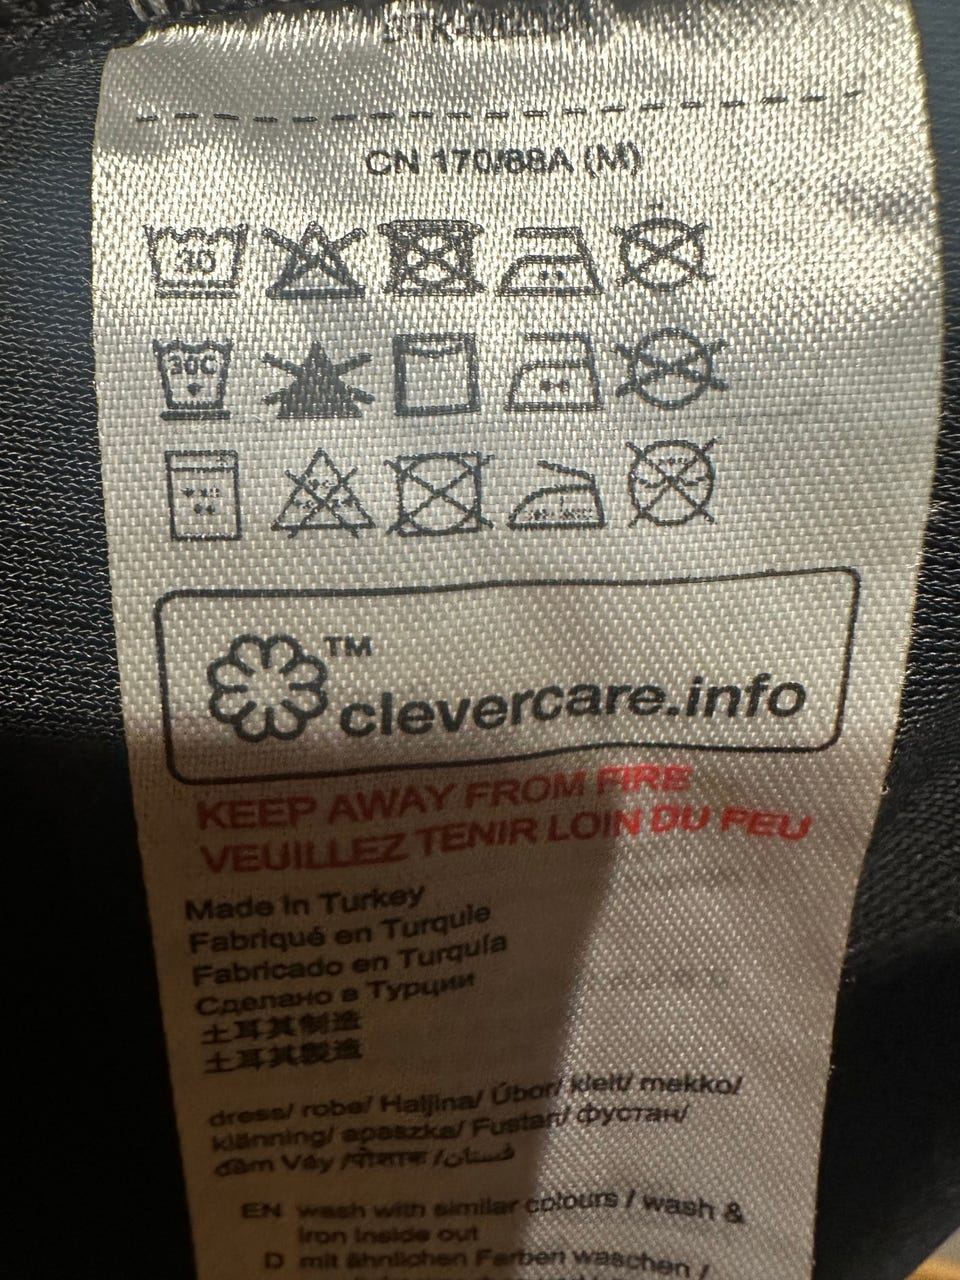 CN 170/88A (M)
30
30C
TM
clevercare.info
KEEP AWAY FROM FIRE
VEUILLEZ TENIR LOIN DU PEU
Made in Turkey
Fabriqué en Turquie
Fabricado en Turquía
Сделано в Турции
土耳其制造
土耳其製造
dress/ robe/ Haljina/ Úbor/ kleit/ mekko/
klänning/ apaszka/ Fustan/ фустан/
đầm Váy /पोशाक /فستان
EN wash with similar colours / wash &
iron inside out
D mit ähnlichen Farben waschen /